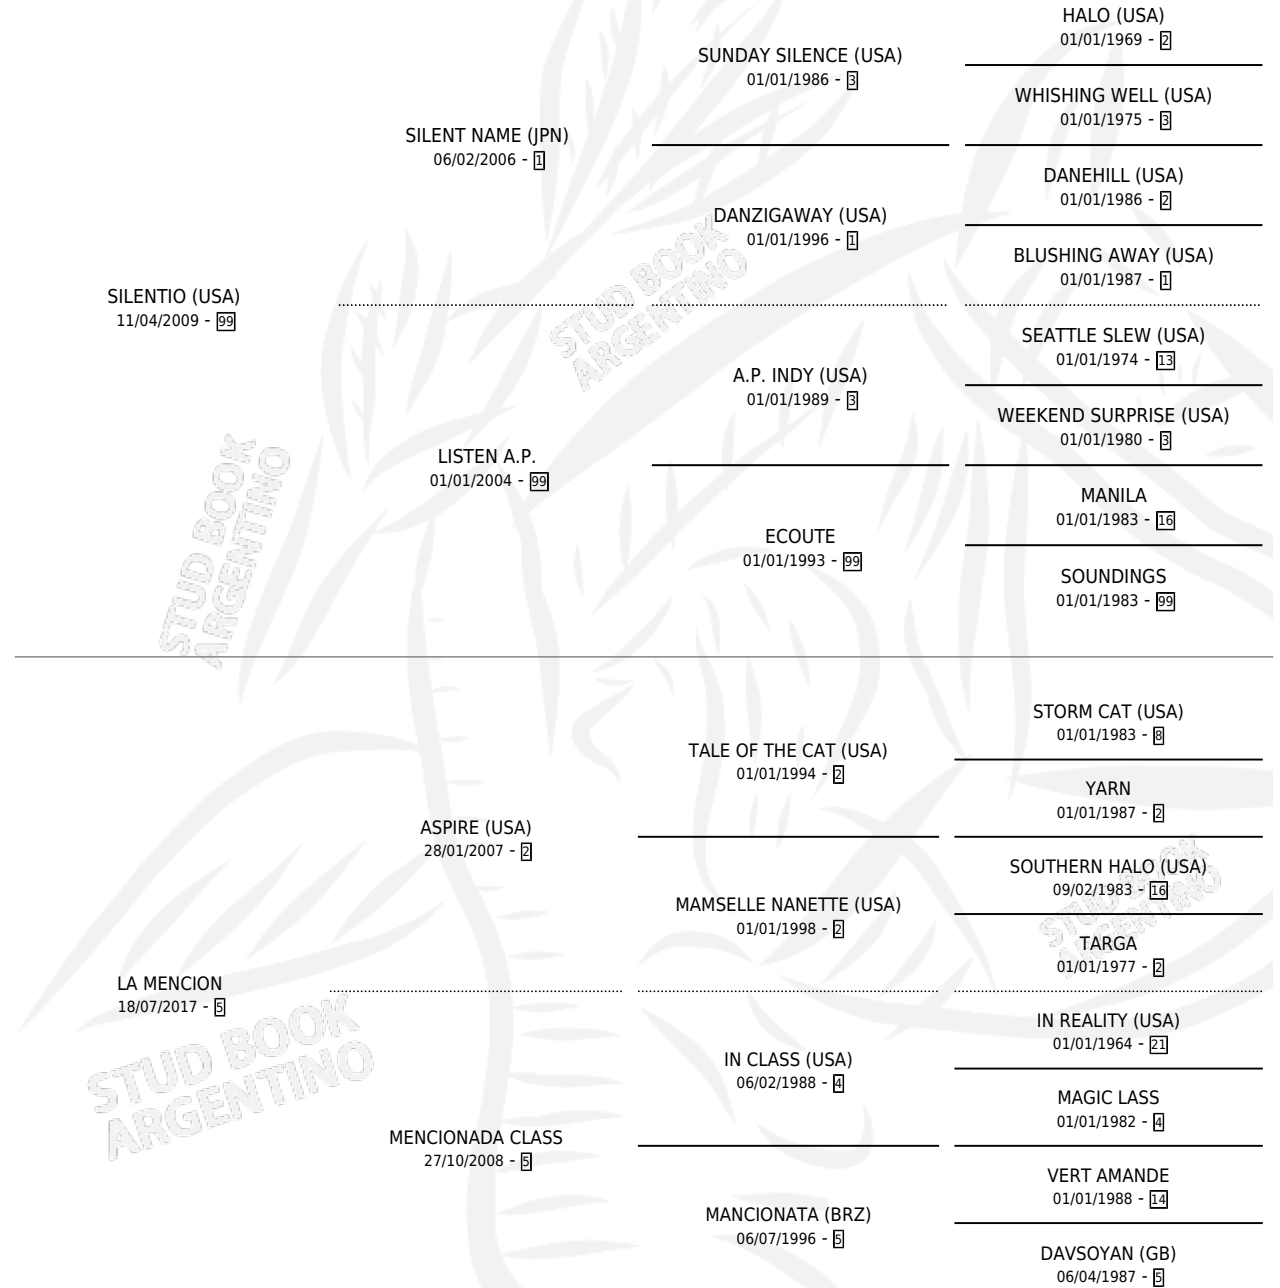 HALO (USA)
01/01/1969 - 2
SUNDAY SILENCE (USA)
01/01/1986 - 3
WHISHING WELL (USA)
01/01/1975 - 3
SILENT NAME (JPN)
06/02/2006 - 1
DANEHILL (USA)
01/01/1986 - 2
DANZIGAWAY (USA)
01/01/1996 - 1
BLUSHING AWAY (USA)
01/01/1987 - 1
SILENTIO (USA)
11/04/2009 - 99
STUD BOOK
ARGENTINO
SEATTLE SLEW (USA)
01/01/1974 - 13
A.P. INDY (USA)
01/01/1989 - 3
WEEKEND SURPRISE (USA)
01/01/1980 - 3
LISTEN A.P.
01/01/2004 - 99
MANILA
01/01/1983 - 16
ECOUTE
01/01/1993 - 99
SOUNDINGS
01/01/1983 - 99
STUD BOOK
ARGENTINO
STORM CAT (USA)
01/01/1983 - 8
TALE OF THE CAT (USA)
01/01/1994 - 2
YARN
01/01/1987 - 2
ASPIRE (USA)
28/01/2007 - 2
SOUTHERN HALO (USA)
09/02/1983 - 16
MAMSELLE NANETTE (USA)
01/01/1998 - 2
TARGA
01/01/1977 - 2
STUD BOOK
ARGENTINO
LA MENCION
18/07/2017 - 5
IN REALITY (USA)
01/01/1964 - 21
IN CLASS (USA)
06/02/1988 - 4
MAGIC LASS
01/01/1982 - 4
STUD BOOK
ARGENTINO
MENCIONADA CLASS
27/10/2008 - 5
VERT AMANDE
01/01/1988 - 14
MANCIONATA (BRZ)
06/07/1996 - 5
DAVSOYAN (GB)
06/04/1987 - 5